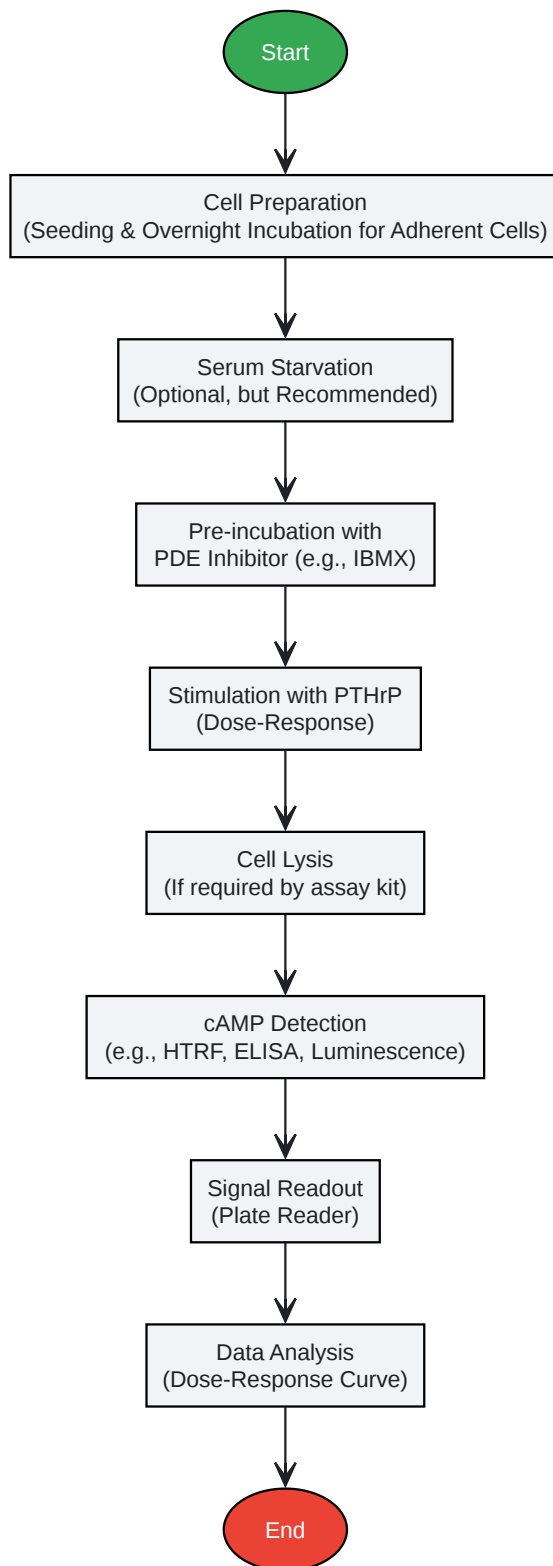 Start
Cell Preparation
(Seeding & Overnight Incubation for Adherent Cells)
Serum Starvation
(Optional, but Recommended)
Pre-incubation with
PDE Inhibitor (e.g., IBMX)
Stimulation with PTHrP
(Dose-Response)
Cell Lysis
(If required by assay kit)
cAMP Detection
(e.g., HTRF, ELISA, Luminescence)
Signal Readout
(Plate Reader)
Data Analysis
(Dose-Response Curve)
End